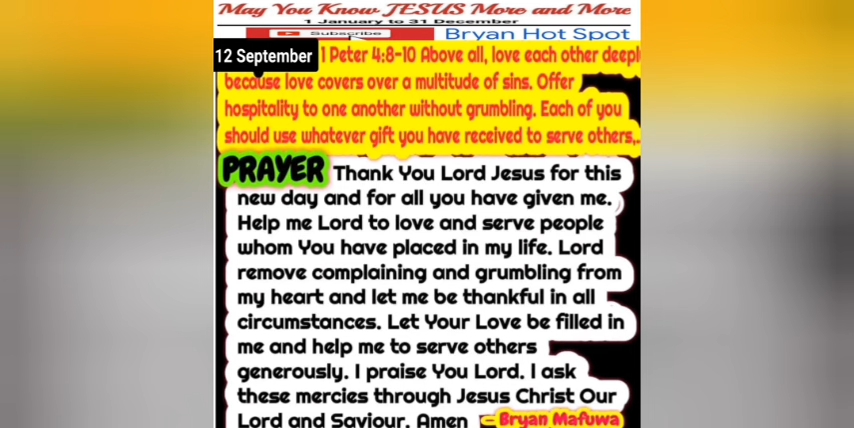 May You Know JESUS More and More
1 January to 31 December
Subscribe Bryan Hot Spot
12 September 1 Peter 4:8-10 Above all, love each other deepl
because love covers over a multitude of sins. Offer
hospitality to one another without grumbling. Each of you
should use whatever gift you have received to serve others,..
PRAYER Thank You Lord Jesus for this
new day and for all you have given me.
Help me Lord to love and serve people
whom You have placed in my life. Lord
remove complaining and grumbling from
my heart and let me be thankful in all
circumstances. Let Your Love be filled in
me and help me to serve others
generously. I praise You Lord. I ask
these mercies through Jesus Christ Our
Lord and Saviour. Amen – Bryan Mafuwa